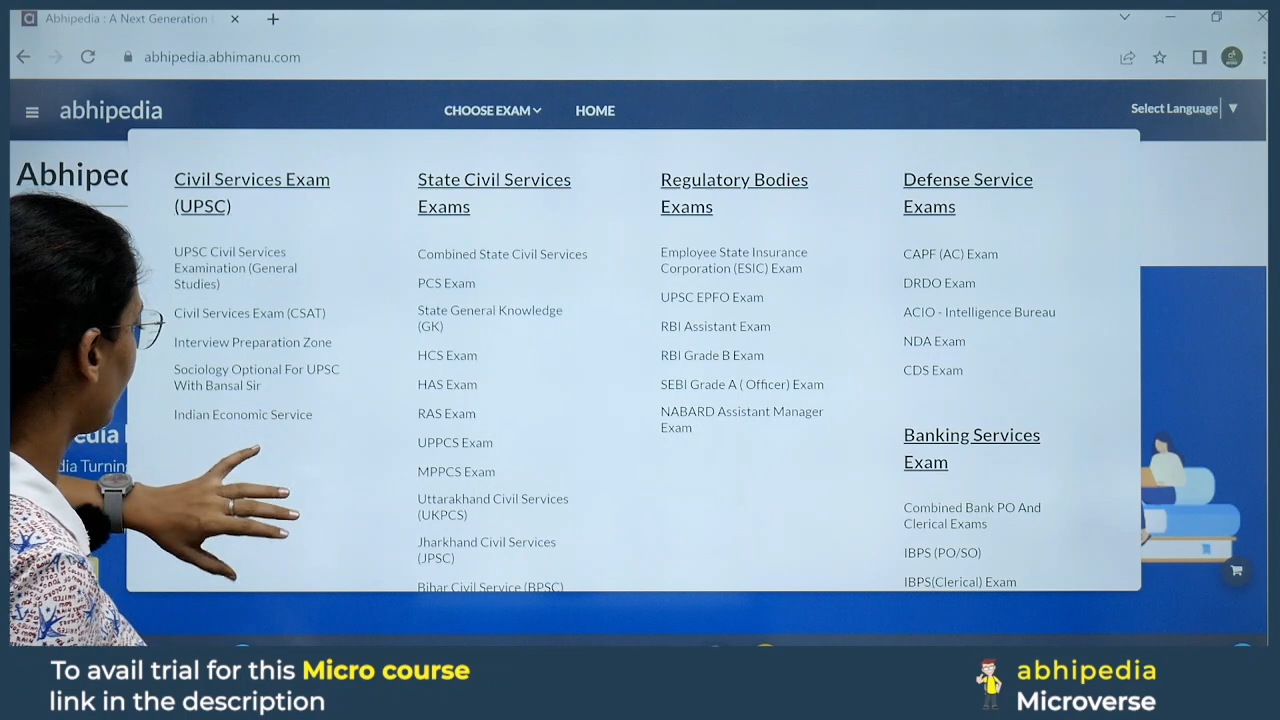 Abhipedia : A Next Generation
abhipedia.abhimanu.com
abhipedia
CHOOSE EXAM
HOME
Select Language
▼
Abhiped
Civil Services Exam
(UPSC)
UPSC Civil Services
Examination (General
Studies)
Civil Services Exam (CSAT)
Interview Preparation Zone
Sociology Optional For UPSC
With Bansal Sir
Indian Economic Service
State Civil Services
Exams
Combined State Civil Services
PCS Exam
State General Knowledge
(GK)
HCS Exam
HAS Exam
RAS Exam
UPPCS Exam
MPPCS Exam
Uttarakhand Civil Services
(UKPCS)
Jharkhand Civil Services
(JPSC)
Bihar Civil Service (BPSC)
Regulatory Bodies
Exams
Employee State Insurance
Corporation (ESIC) Exam
UPSC EPFO Exam
RBI Assistant Exam
RBI Grade B Exam
SEBI Grade A ( Officer) Exam
NABARD Assistant Manager
Exam
Defense Service
Exams
CAPF (AC) Exam
DRDO Exam
ACIO - Intelligence Bureau
NDA Exam
CDS Exam
Banking Services
Exam
Combined Bank PO And
Clerical Exams
IBPS (PO/SO)
IBPS(Clerical) Exam
edia
dia Turnin
To avail trial for this Micro course
link in the description
abhipedia
Microverse